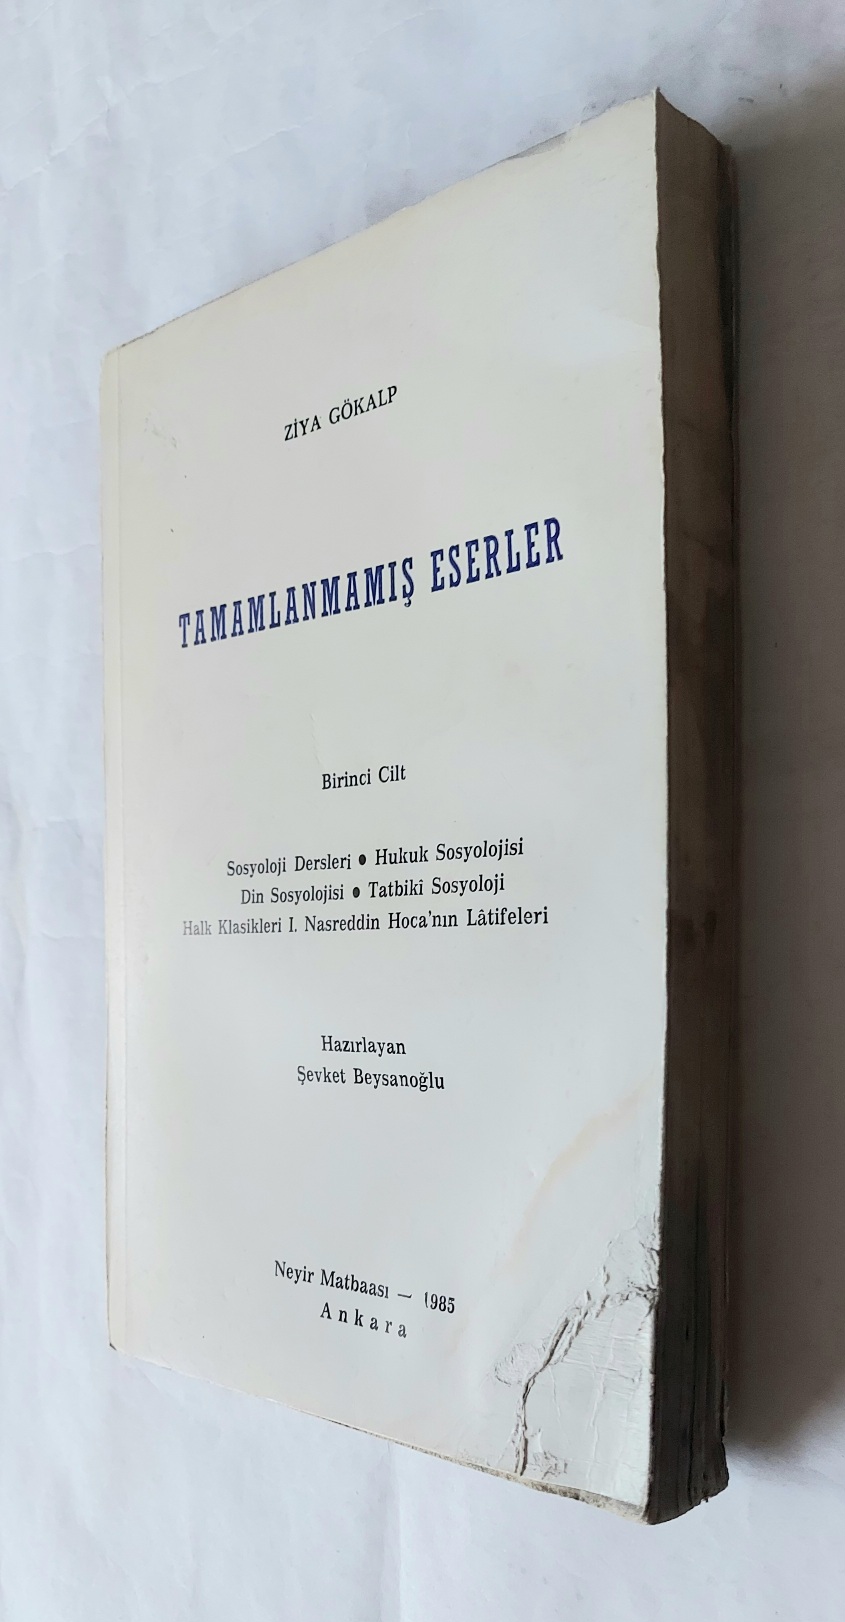 ZİYA GÖKALP
TAMAMLANMAMIŞ ESERLER
Birinci Cilt
Sosyoloji Dersleri • Hukuk Sosyolojisi
Din Sosyolojisi • Tatbikî Sosyoloji
Halk Klasikleri I. Nasreddin Hoca'nın Lâtifeleri
Hazırlayan
Şevket Beysanoğlu
Neyir Matbaası — 1985
Ankara